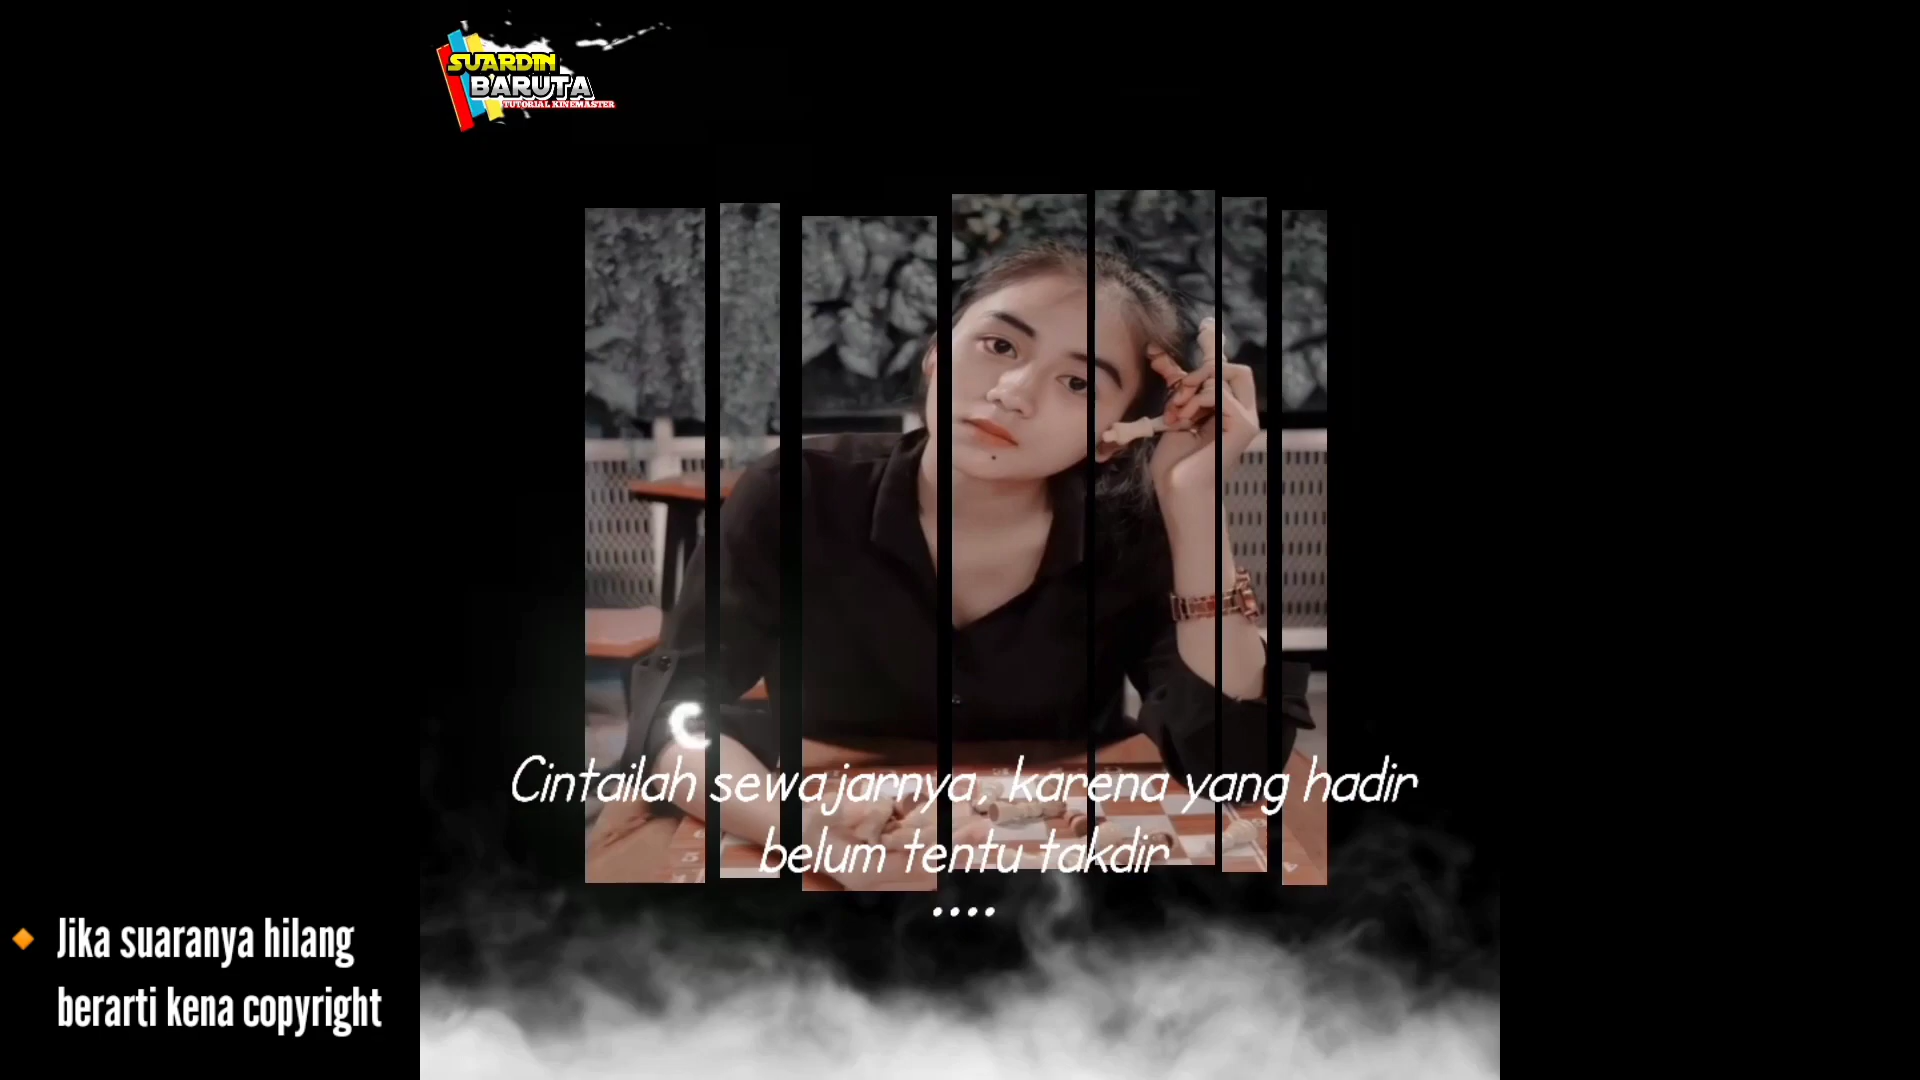 SUARDIN
BARUTA
TUTORIAL KINEMASTER
C
Cintailah sewajarnya, karena yang hadir
belum tentu takdir
....
Jika suaranya hilang
berarti kena copyright